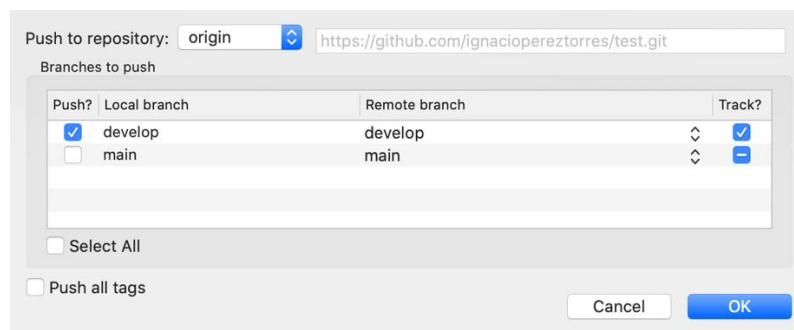 Push to repository: origin https://github.com/ignaciopereztorres/test.git
Branches to push
Push? Local branch Remote branch Track?
develop develop
main main
Select All
Push all tags
Cancel OK